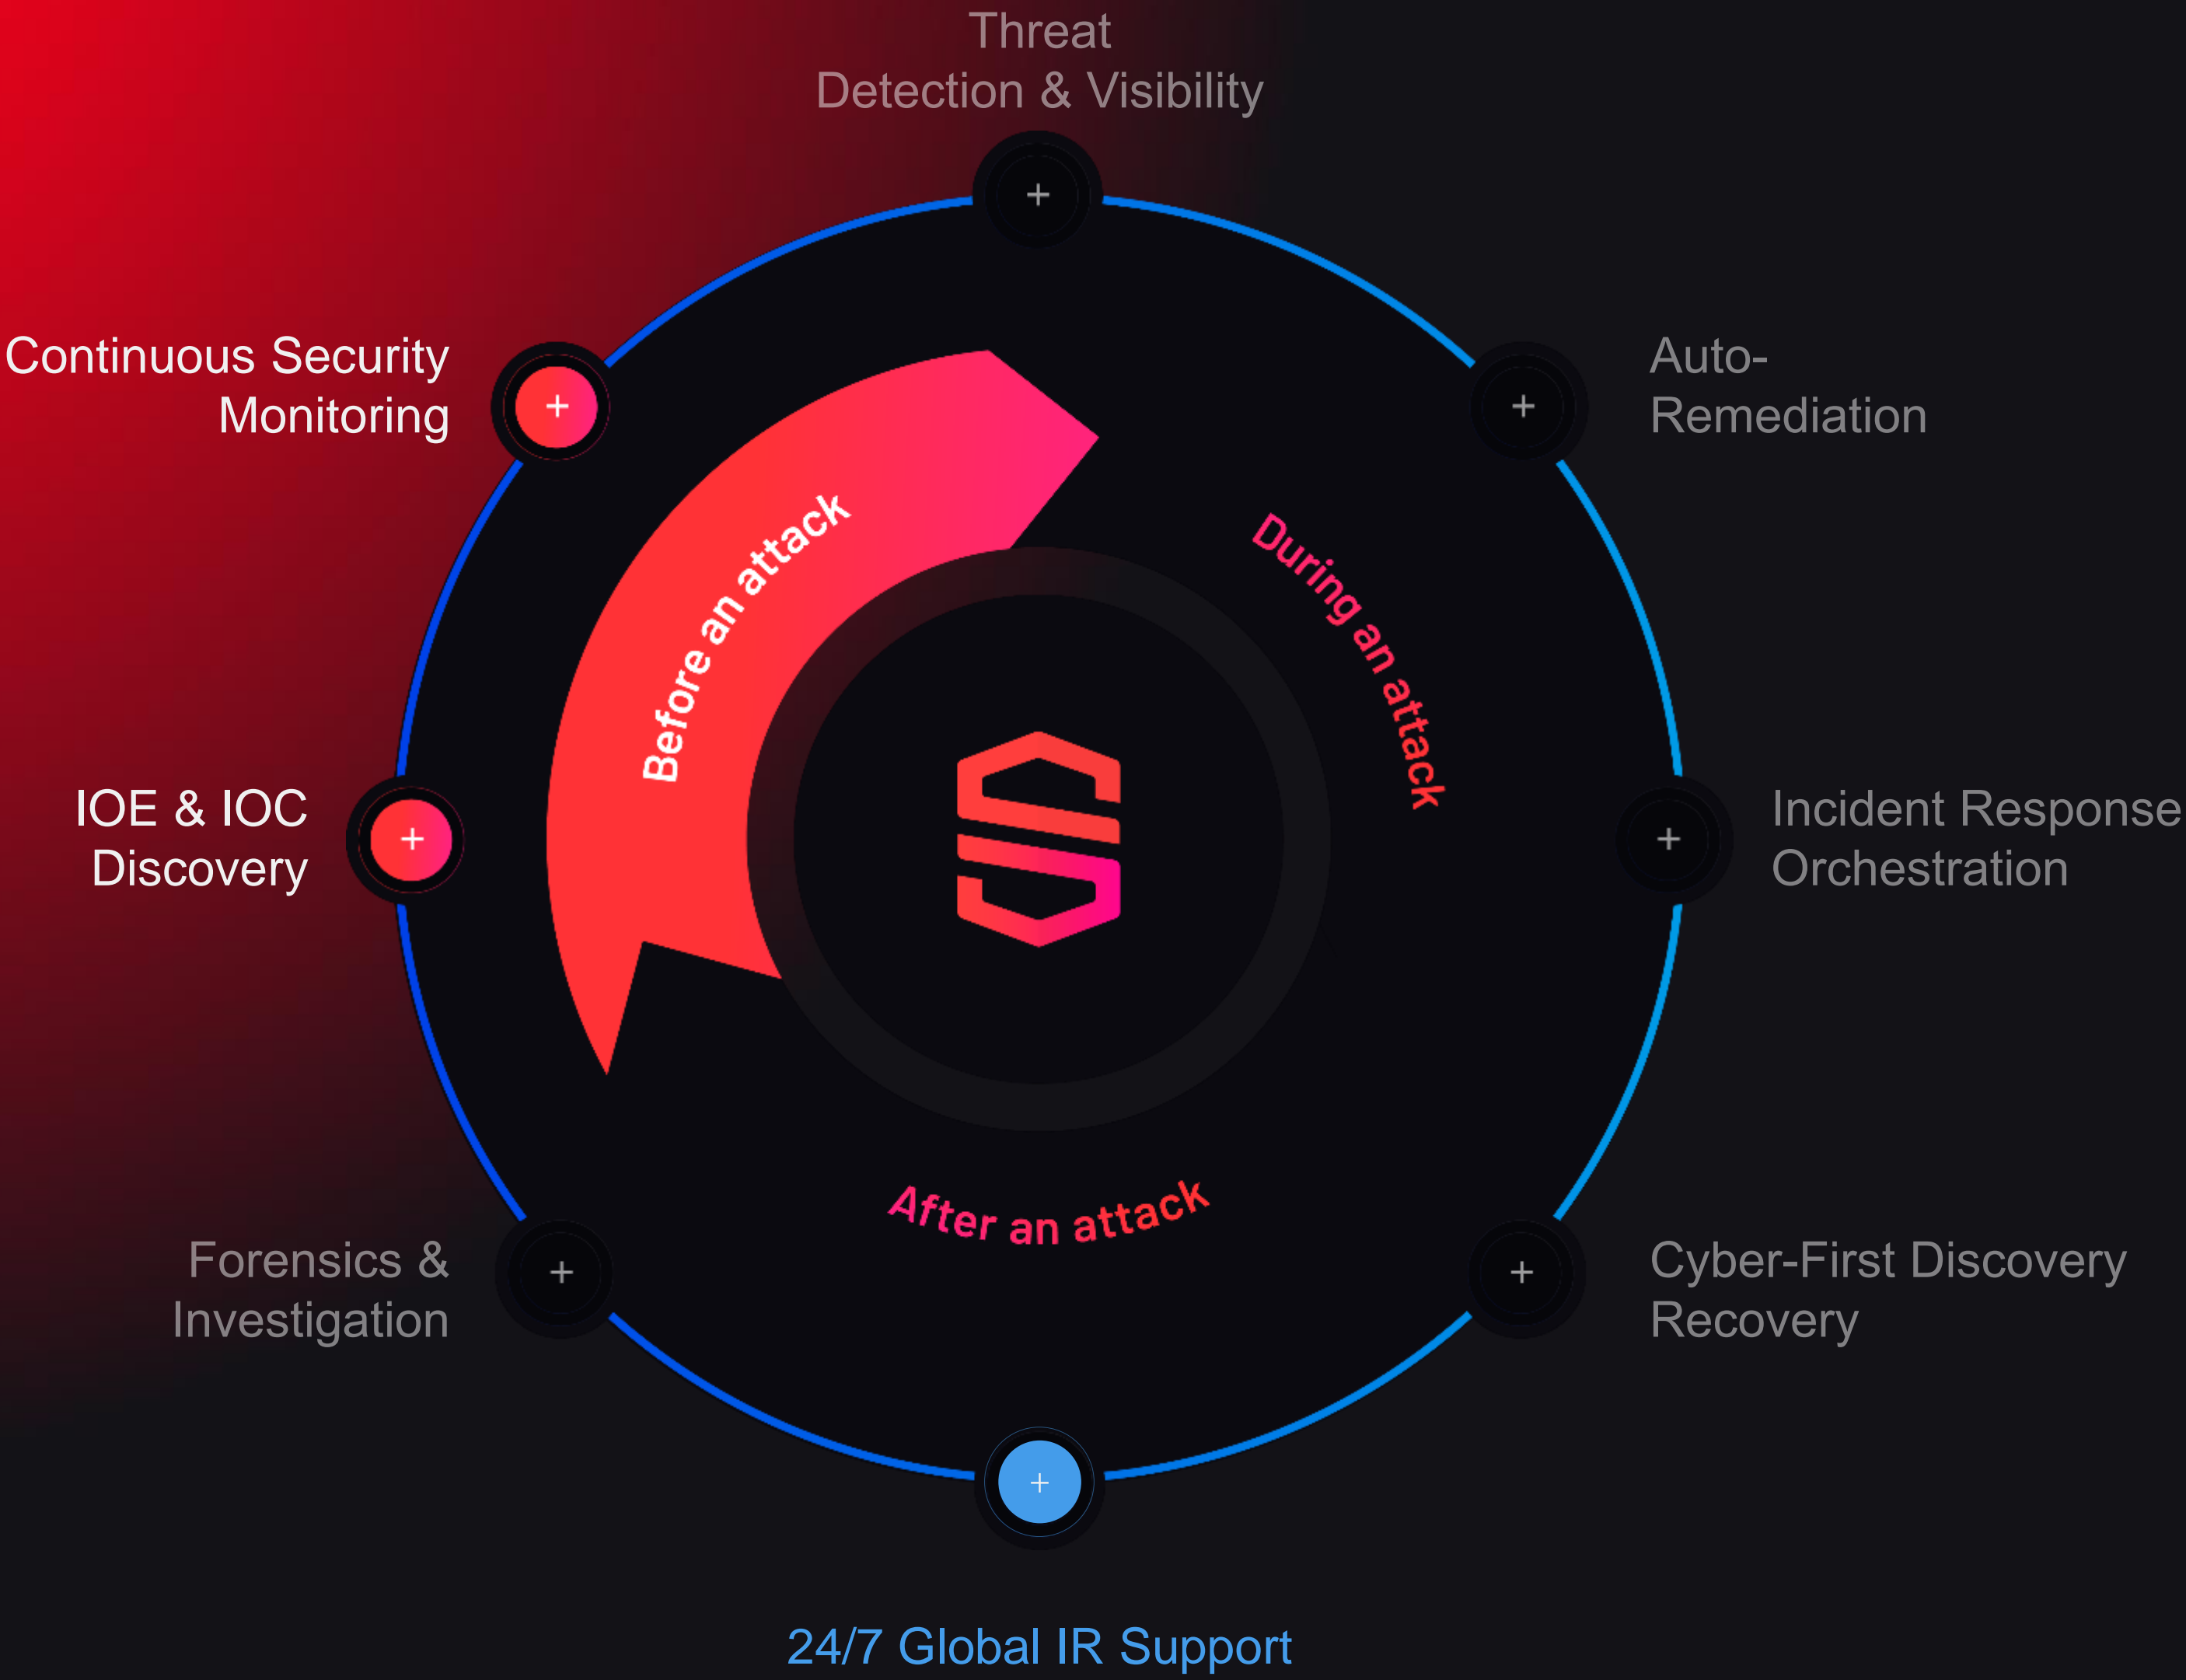 Threat
Detection & Visibility
Continuous Security
Monitoring
Auto-
Remediation
Before an attack
During an attack
IOE & IOC
Discovery
Incident Response
Orchestration
After an attack
Forensics &
Investigation
Cyber-First Discovery
Recovery
24/7 Global IR Support